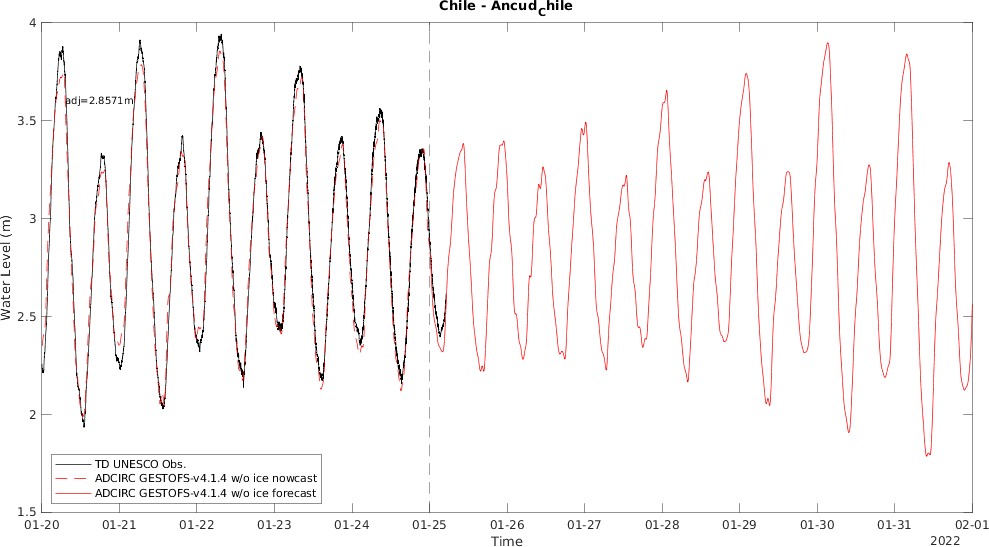 Chile - Ancud_Chile
adj=2.8571m
4
3.5
3
2.5
2
1.5
Water Level (m)
TD UNESCO Obs.
ADCIRC GESTOFS-v4.1.4 w/o ice nowcast
ADCIRC GESTOFS-v4.1.4 w/o ice forecast
01-20 01-21 01-22 01-23 01-24 01-25 01-26 01-27 01-28 01-29 01-30 01-31 02-01
Time
2022